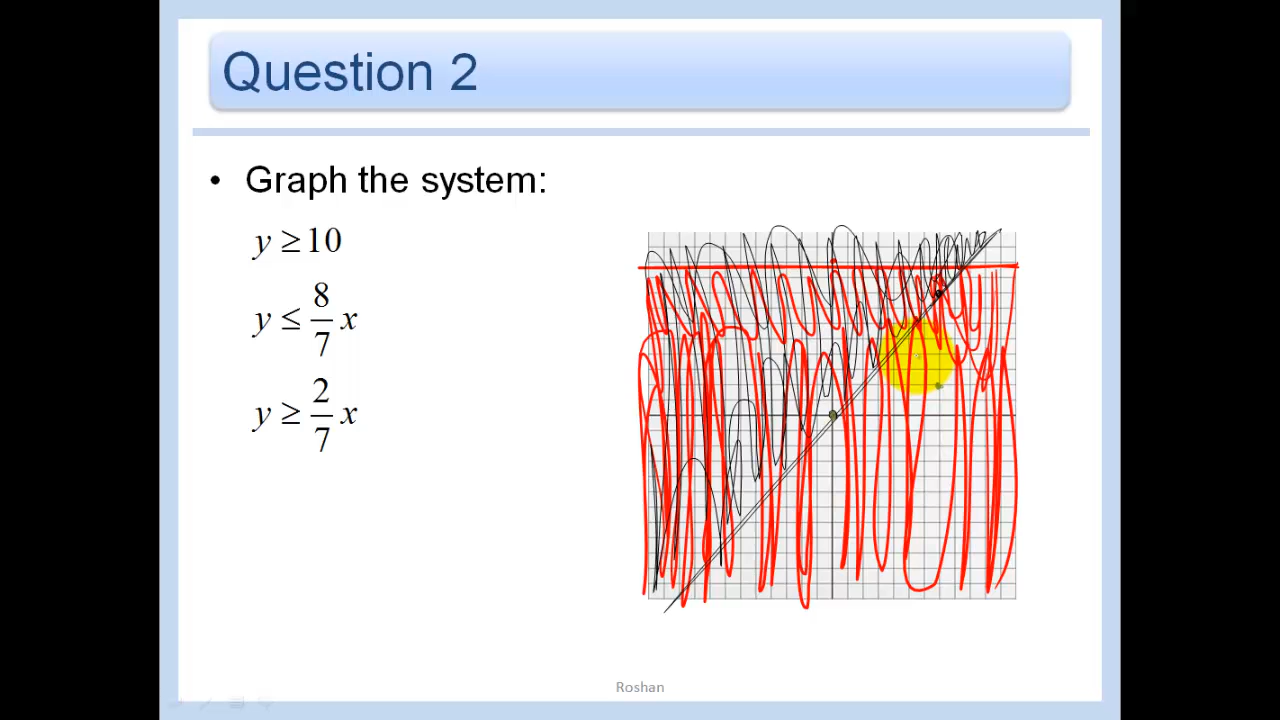 Question 2
• Graph the system:
y ≥ 10
y ≤ 8/7 x
y ≥ 2/7 x
Roshan